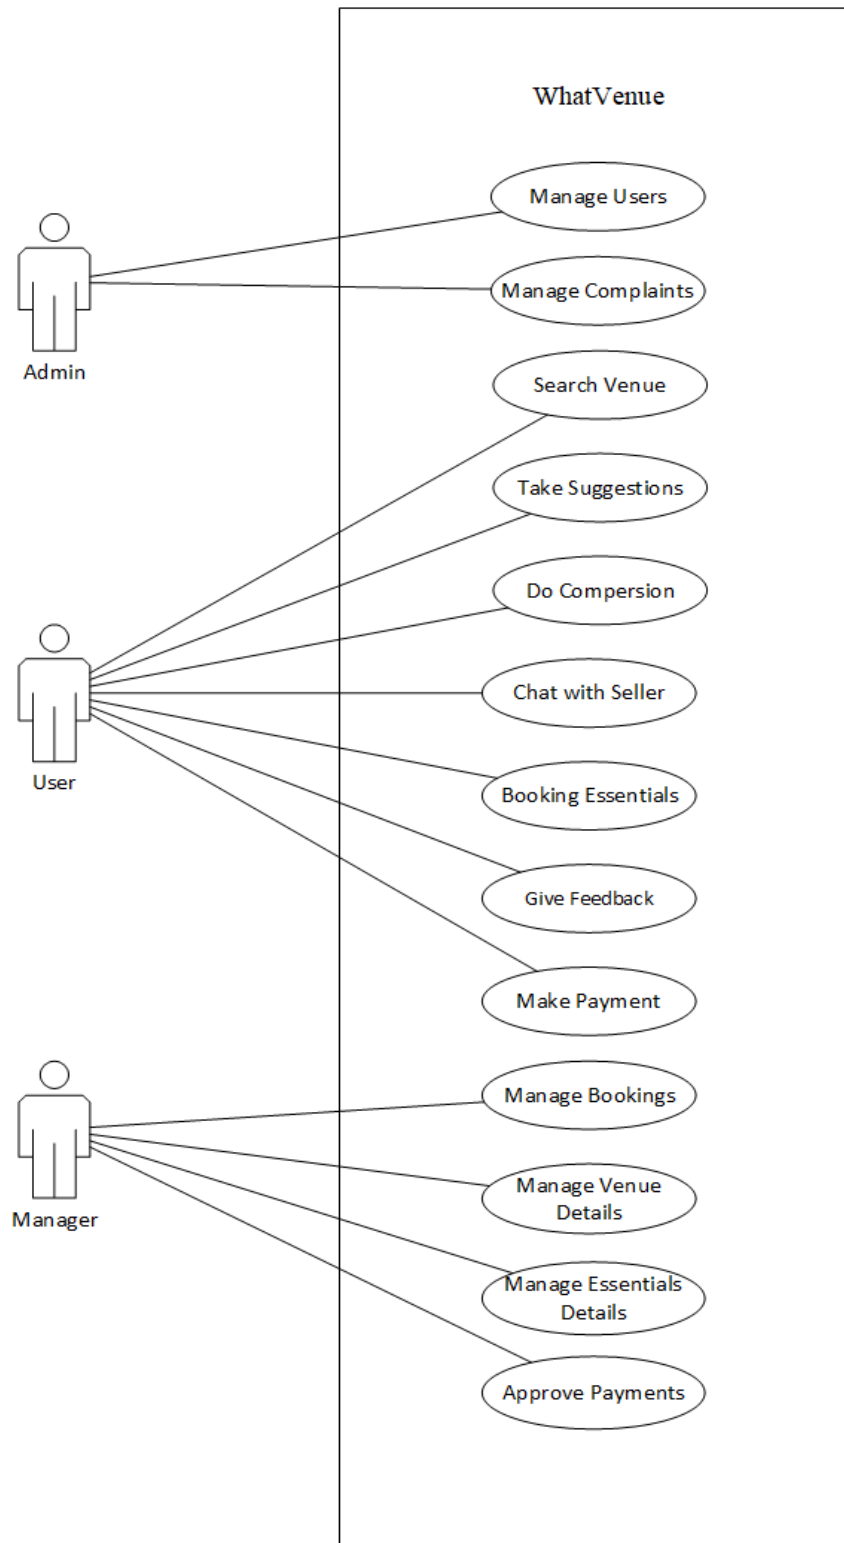 WhatVenue
Manage Users
Manage Complaints
Admin
Search Venue
Take Suggestions
Do Compersion
Chat with Seller
User
Booking Essentials
Give Feedback
Make Payment
Manage Bookings
Manage Venue
Details
Manager
Manage Essentials
Details
Approve Payments